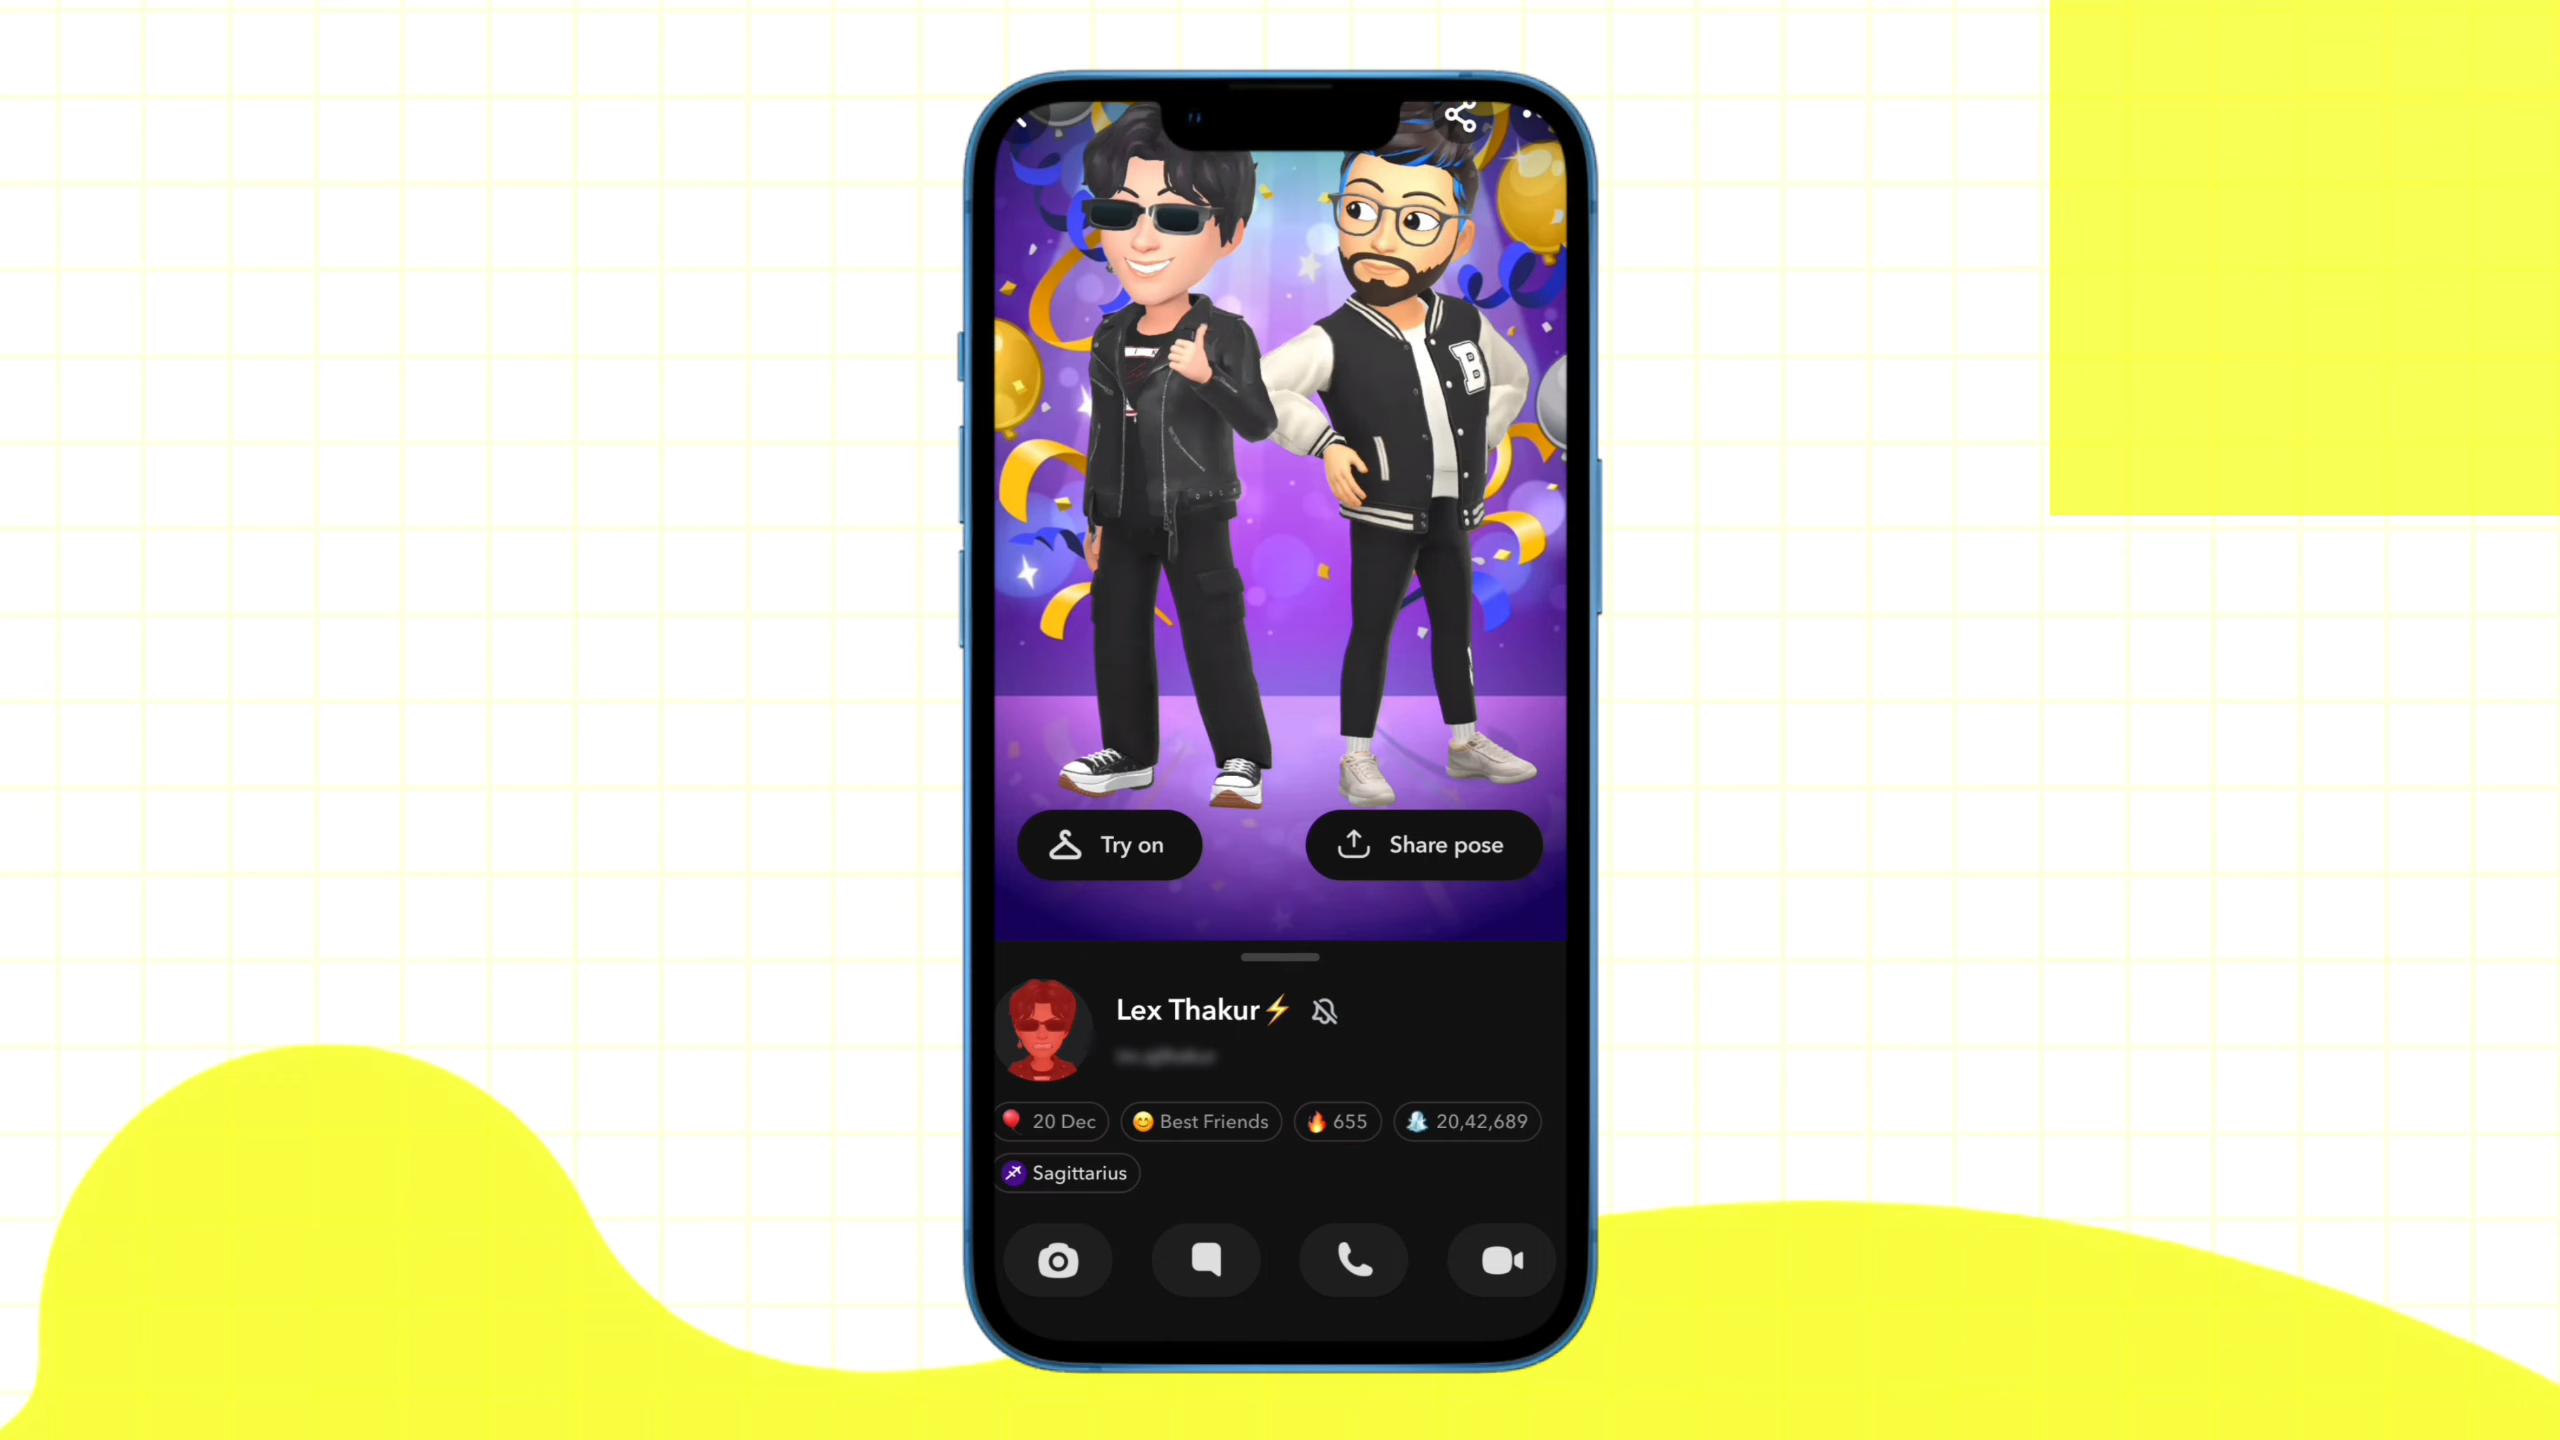 B
Try on
Share pose
Lex Thakur⚡
20 Dec
Best Friends
655
20,42,689
Sagittarius